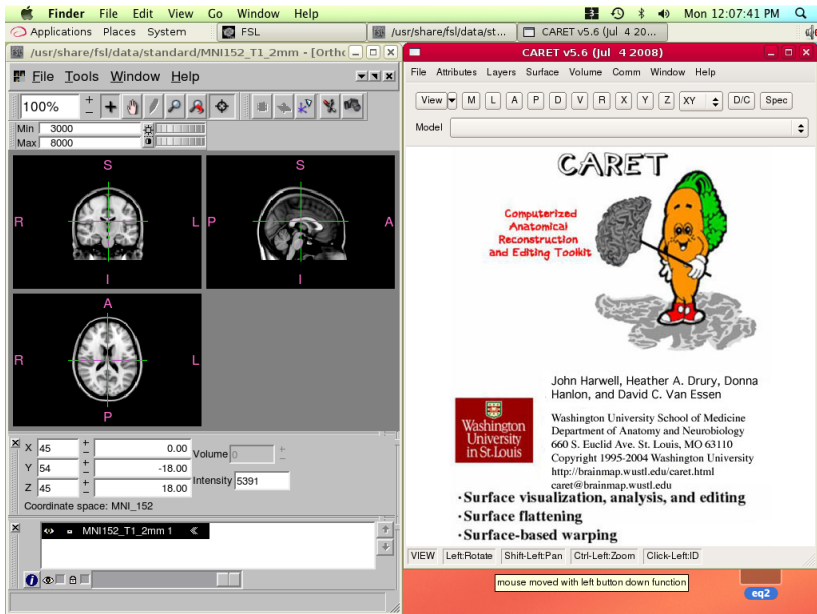 Finder File Edit View Go Window Help Mon 12:07:41 PM
Applications Places System FSL /usr/share/fsl/data/st... CARET v5.6 (Jul 4 20...
/usr/share/fsl/data/standard/MNI152_T1_2mm - [Ortho
File Tools Window Help
100%
Min 3000
Max 8000
S
R L
I
S
P A
I
A
R L
P
X 45 0.00 Volume 0
Y 54 -18.00
Z 45 18.00 Intensity 5391
Coordinate space: MNI_152
MNI152_T1_2mm 1
CARET v5.6 (Jul 4 2008)
File Attributes Layers Surface Volume Comm Window Help
View M L A P D V R X Y Z XY D/C Spec
Model
CARET
Computerized
Anatomical
Reconstruction
and Editing Toolkit
John Harwell, Heather A. Drury, Donna
Hanlon, and David C. Van Essen
Washington
University
in St.Louis
Washington University School of Medicine
Department of Anatomy and Neurobiology
660 S. Euclid Ave. St. Louis, MO 63110
Copyright 1995-2004 Washington University
http://brainmap.wustl.edu/caret.html
caret@brainmap.wustl.edu
·Surface visualization, analysis, and editing
·Surface flattening
·Surface-based warping
VIEW Left:Rotate Shift-Left:Pan Ctrl-Left:Zoom Click-Left:ID
mouse moved with left button down function
eq2